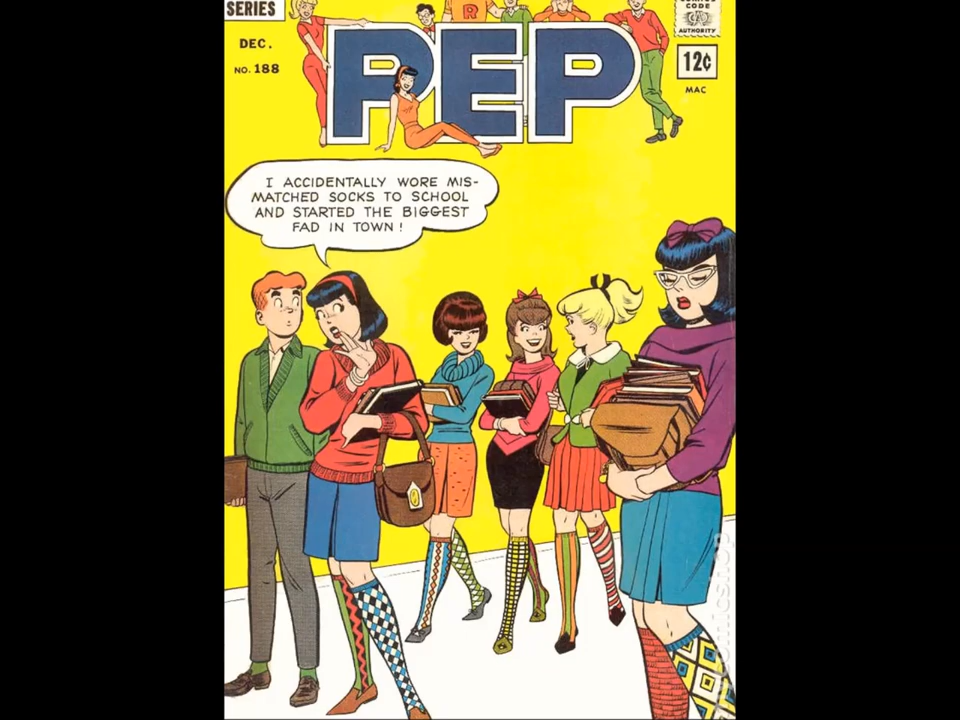 SERIES
DEC.
NO. 188
PEP
R
CODE
AUTHORITY
12¢
MAC
I ACCIDENTALLY WORE MIS-
MATCHED SOCKS TO SCHOOL
AND STARTED THE BIGGEST
FAD IN TOWN!